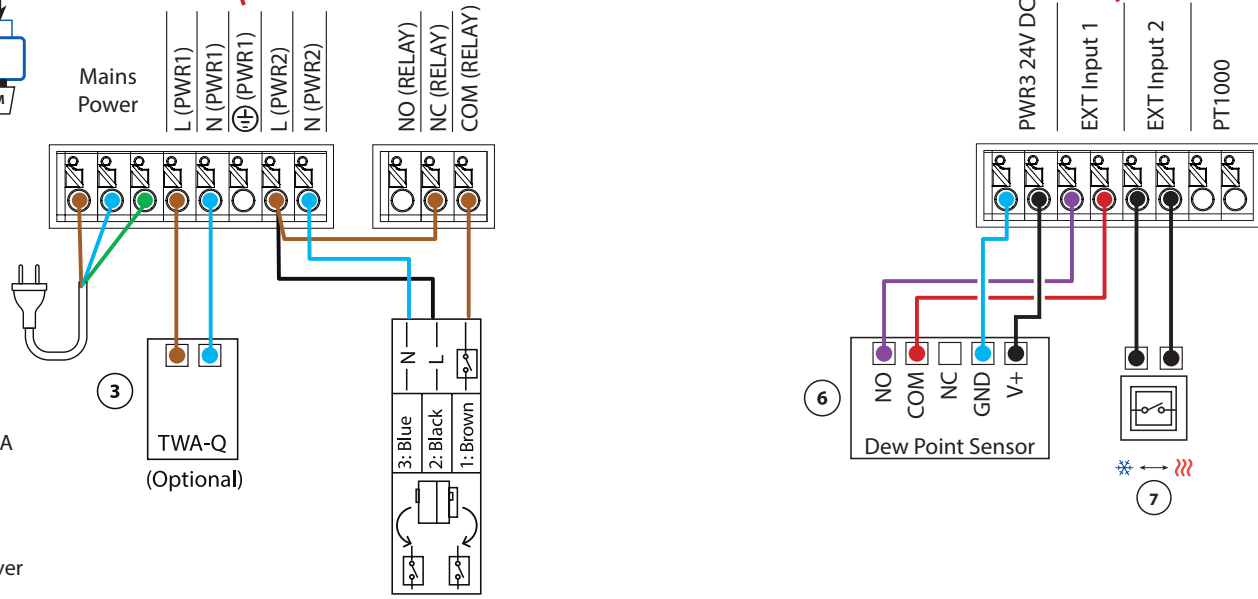 Mains
Power
L (PWR1)
N (PWR1)
(PWR1)
L (PWR2)
N (PWR2)
NO (RELAY)
NC (RELAY)
COM (RELAY)
PWR3 24V DC
EXT Input 1
EXT Input 2
PT1000
3
TWA-Q
(Optional)
N
L
3: Blue
2: Black
1: Brown
6
NO
COM
NC
GND
V+
Dew Point Sensor
7